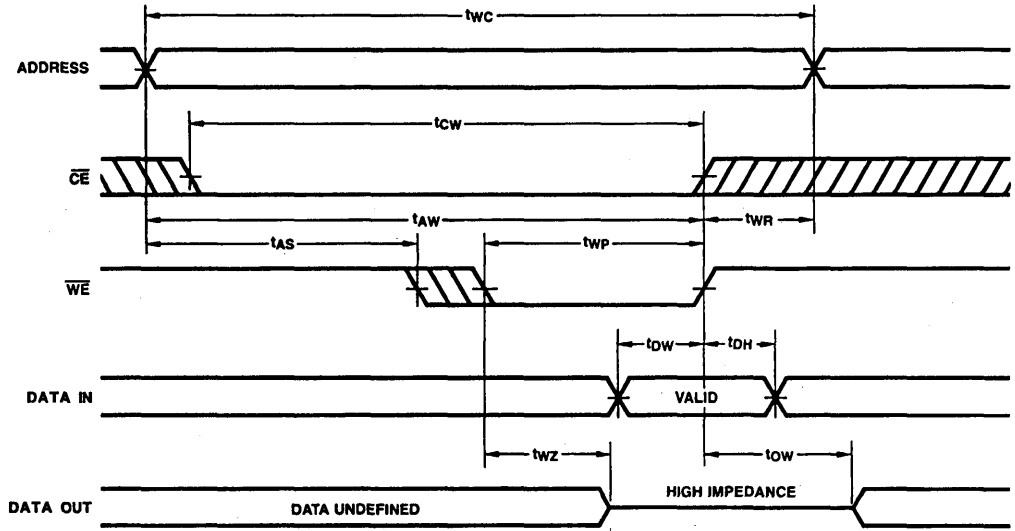 tWC
ADDRESS
tCW
CE
tAW
tWR
tAS
tWP
WE
tDW
tDH
DATA IN
VALID
tWZ
tOW
DATA OUT
DATA UNDEFINED
HIGH IMPEDANCE